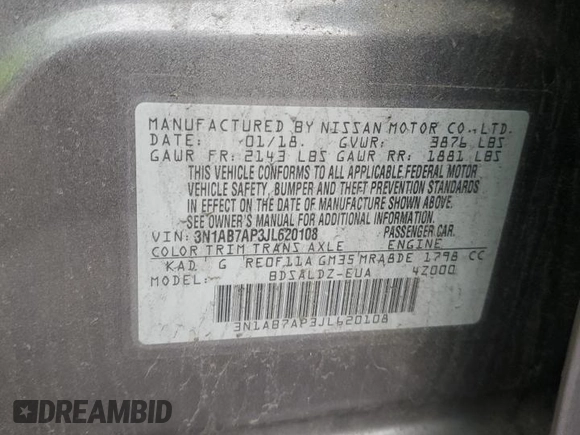 MANUFACTURED BY NISSAN MOTOR CO., LTD.
DATE: 01/18. GVWR: 3876 LBS
GAWR FR: 2143 LBS GAWR RR: 1881 LBS
THIS VEHICLE CONFORMS TO ALL APPLICABLE FEDERAL MOTOR
VEHICLE SAFETY, BUMPER AND THEFT PREVENTION STANDARDS
IN EFFECT ON THE DATE OF MANUFACTURE SHOWN ABOVE.
SEE OWNER'S MANUAL FOR ADDITIONAL INFORMATION.
VIN: 3N1AB7AP3JL620108 PASSENGER CAR.
COLOR TRIM TRANS AXLE ENGINE
KAD G RE0F11A GM35 MRA8DE 1798 CC
MODEL: BDSALDZ-EUA 4Z000
3N1AB7AP3JL620108
DREAMBID